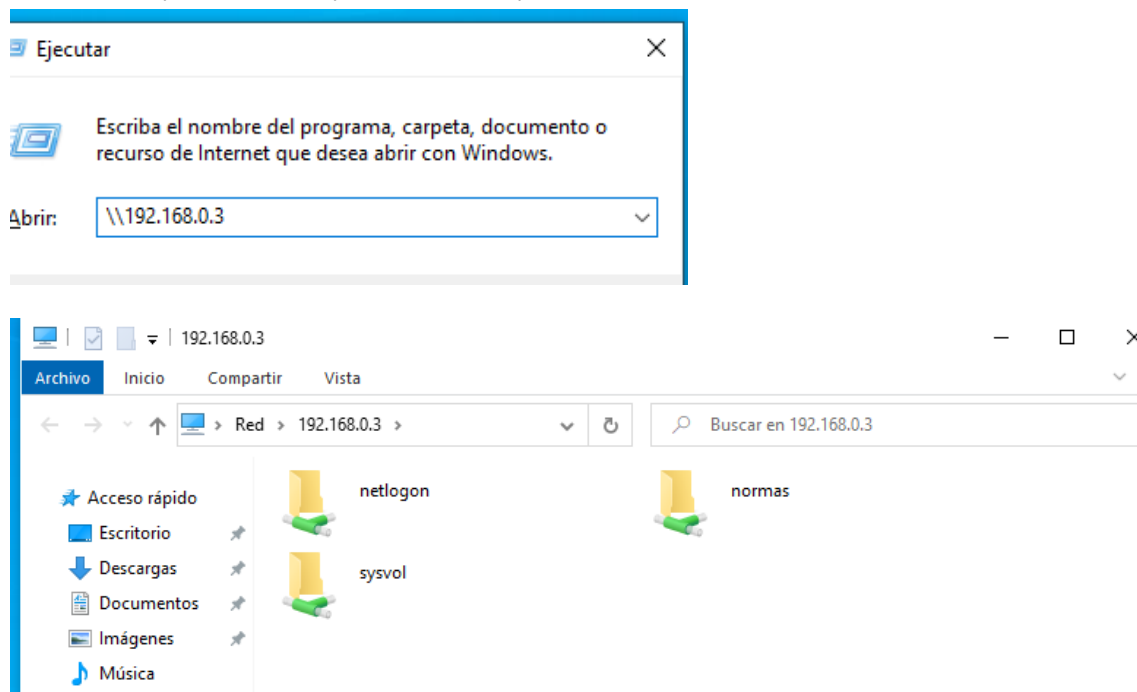 Ejecutar
Escriba el nombre del programa, carpeta, documento o
recurso de Internet que desea abrir con Windows.
Abrir:
\\192.168.0.3
192.168.0.3
Archivo Inicio Compartir Vista
Red > 192.168.0.3 >
Buscar en 192.168.0.3
Acceso rápido
Escritorio
Descargas
Documentos
Imágenes
Música
netlogon
normas
sysvol